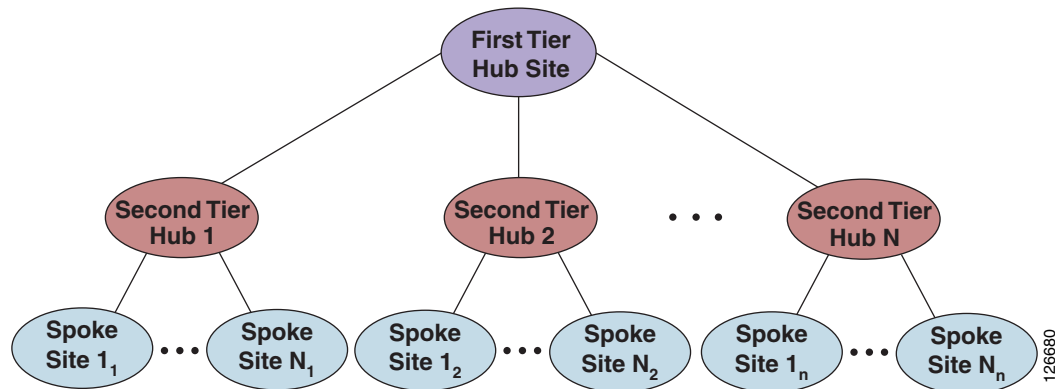 First Tier
Hub Site
Second Tier
Hub 1
Second Tier
Hub 2
Second Tier
Hub N
Spoke
Site 1₁
Spoke
Site N₁
Spoke
Site 1₂
Spoke
Site N₂
Spoke
Site 1ₙ
Spoke
Site Nₙ
126680